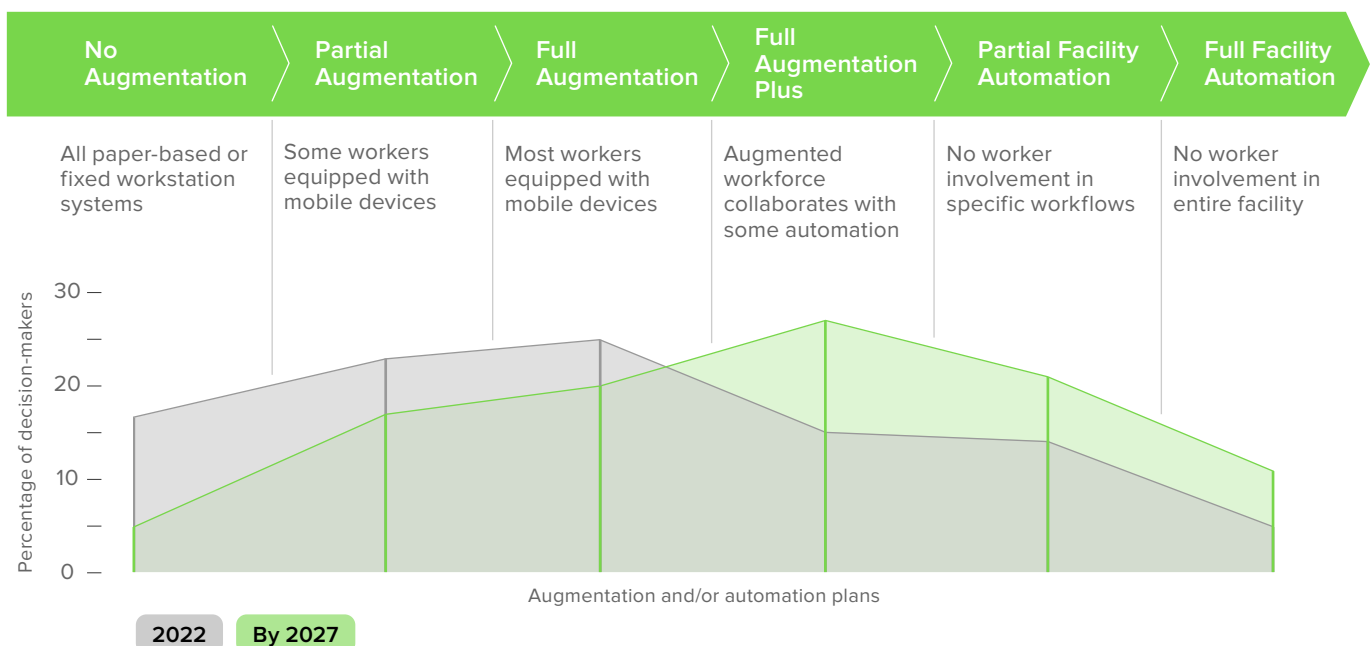 No
Augmentation
Partial
Augmentation
Full
Augmentation
Full
Augmentation
Plus
Partial Facility
Automation
Full Facility
Automation
All paper-based or
fixed workstation
systems
Some workers
equipped with
mobile devices
Most workers
equipped with
mobile devices
Augmented
workforce
collaborates with
some automation
No worker
involvement in
specific workflows
No worker
involvement in
entire facility
Percentage of decision-makers
30
20
10
0
Augmentation and/or automation plans
2022
By 2027